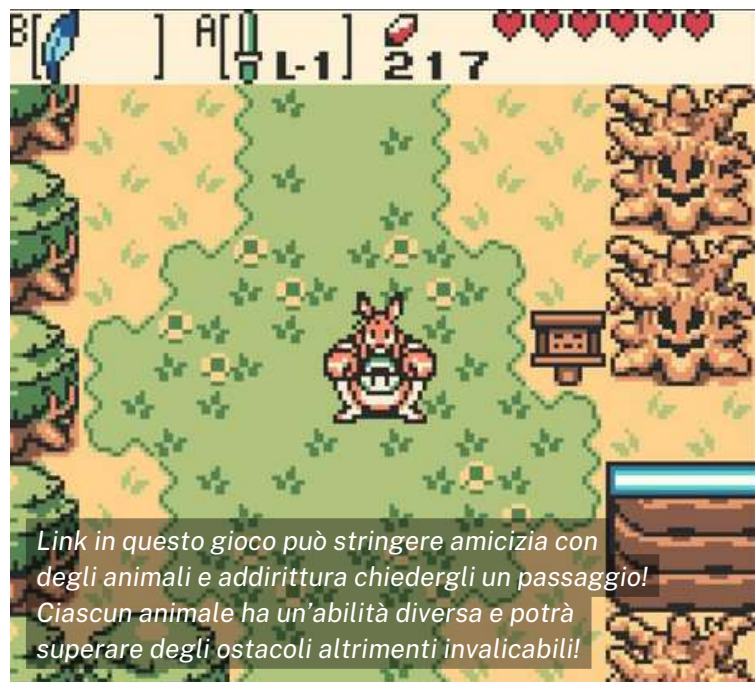 B[ ] A[ L-1]
217
Link in questo gioco può stringere amicizia con
degli animali e addirittura chiedergli un passaggio!
Ciascun animale ha un'abilità diversa e potrà
superare degli ostacoli altrimenti invalicabili!